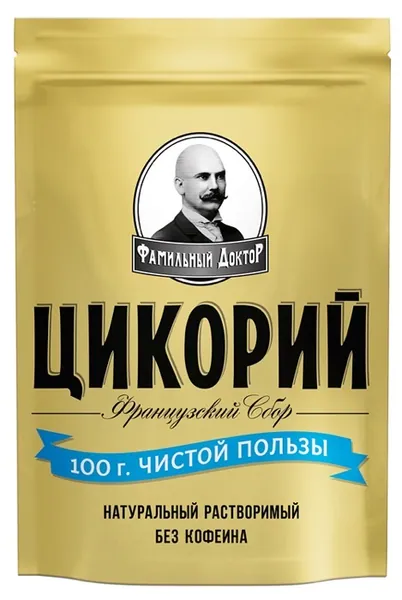 Фамильный Доктор
ЦИКОРИЙ
Французский Сбор
100 г. ЧИСТОЙ ПОЛЬЗЫ
НАТУРАЛЬНЫЙ РАСТВОРИМЫЙ
БЕЗ КОФЕИНА